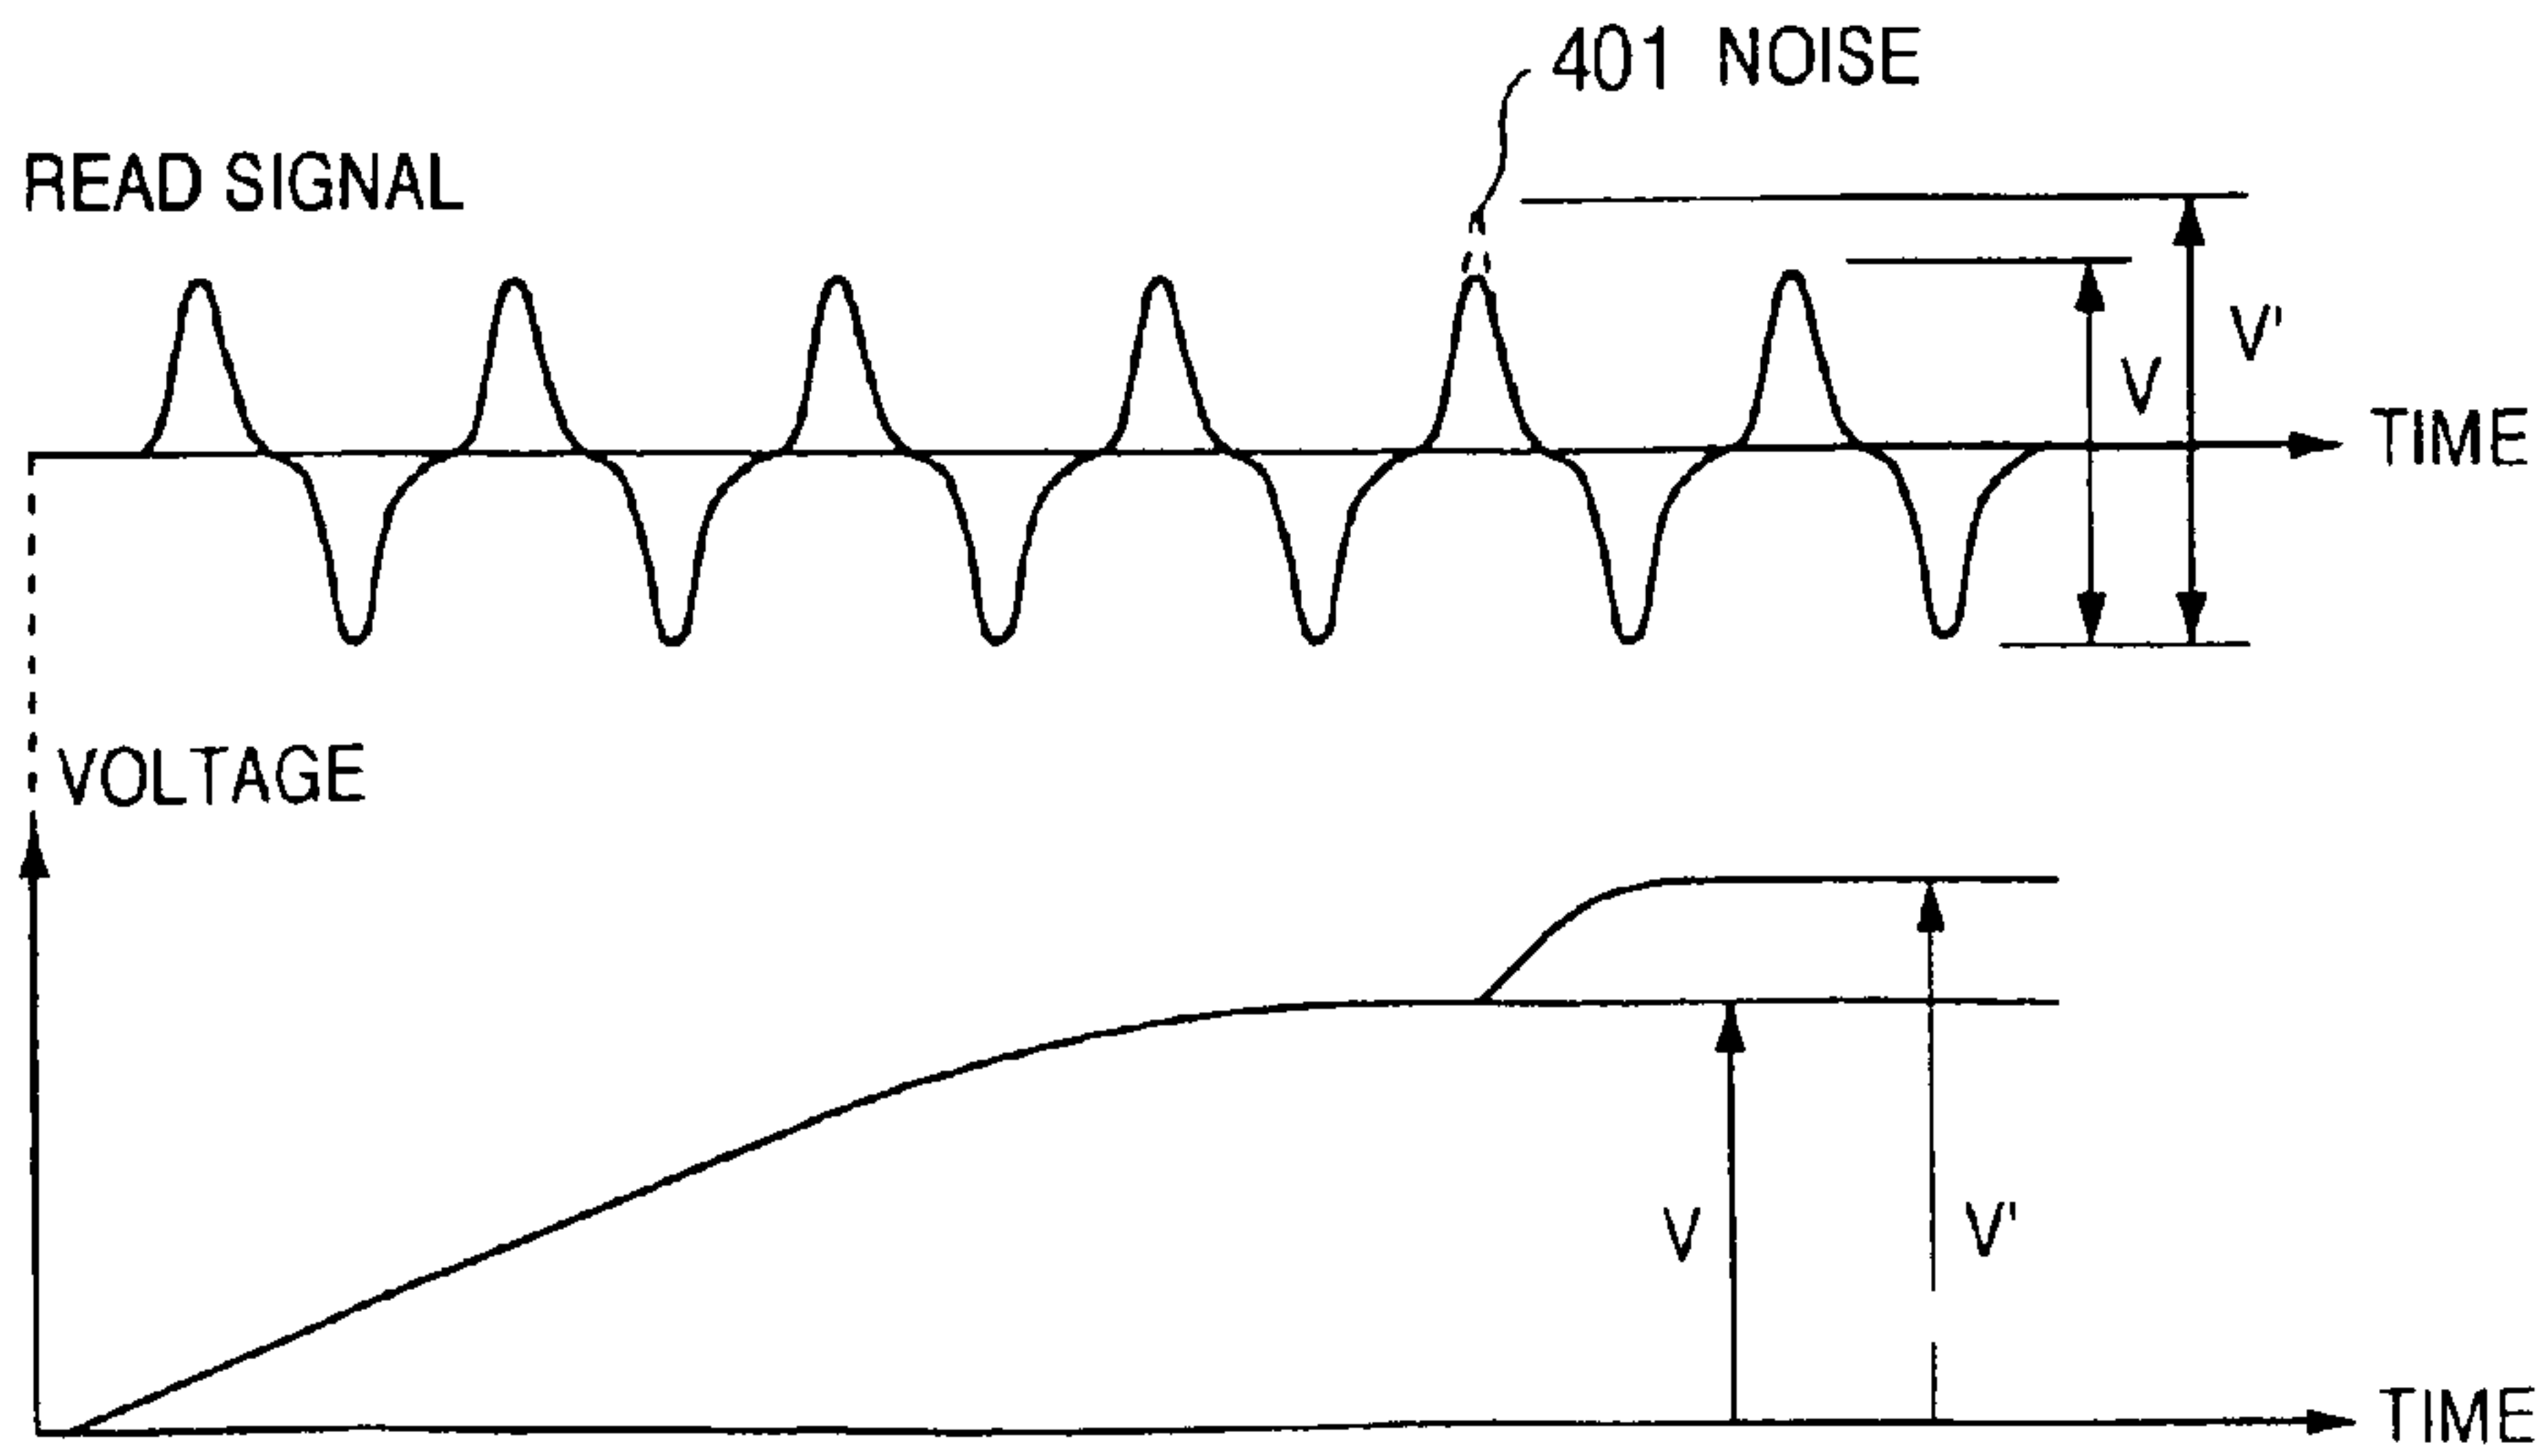 401 NOISE
READ SIGNAL
V'
V
TIME
VOLTAGE
V
V'
TIME